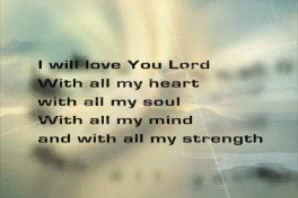 I will love You Lord
With all my heart
with all my soul
With all my mind
and with all my strength